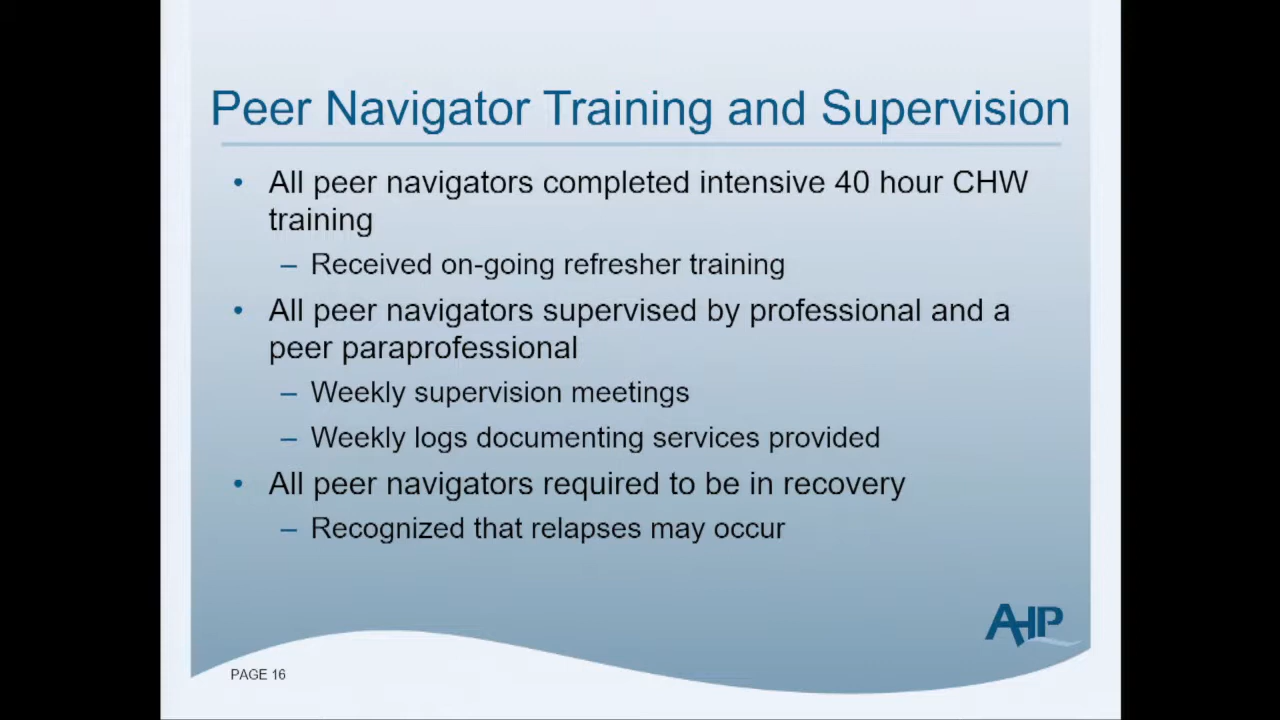 Peer Navigator Training and Supervision
• All peer navigators completed intensive 40 hour CHW
training
– Received on-going refresher training
• All peer navigators supervised by professional and a
peer paraprofessional
– Weekly supervision meetings
– Weekly logs documenting services provided
• All peer navigators required to be in recovery
– Recognized that relapses may occur
AHP
PAGE 16